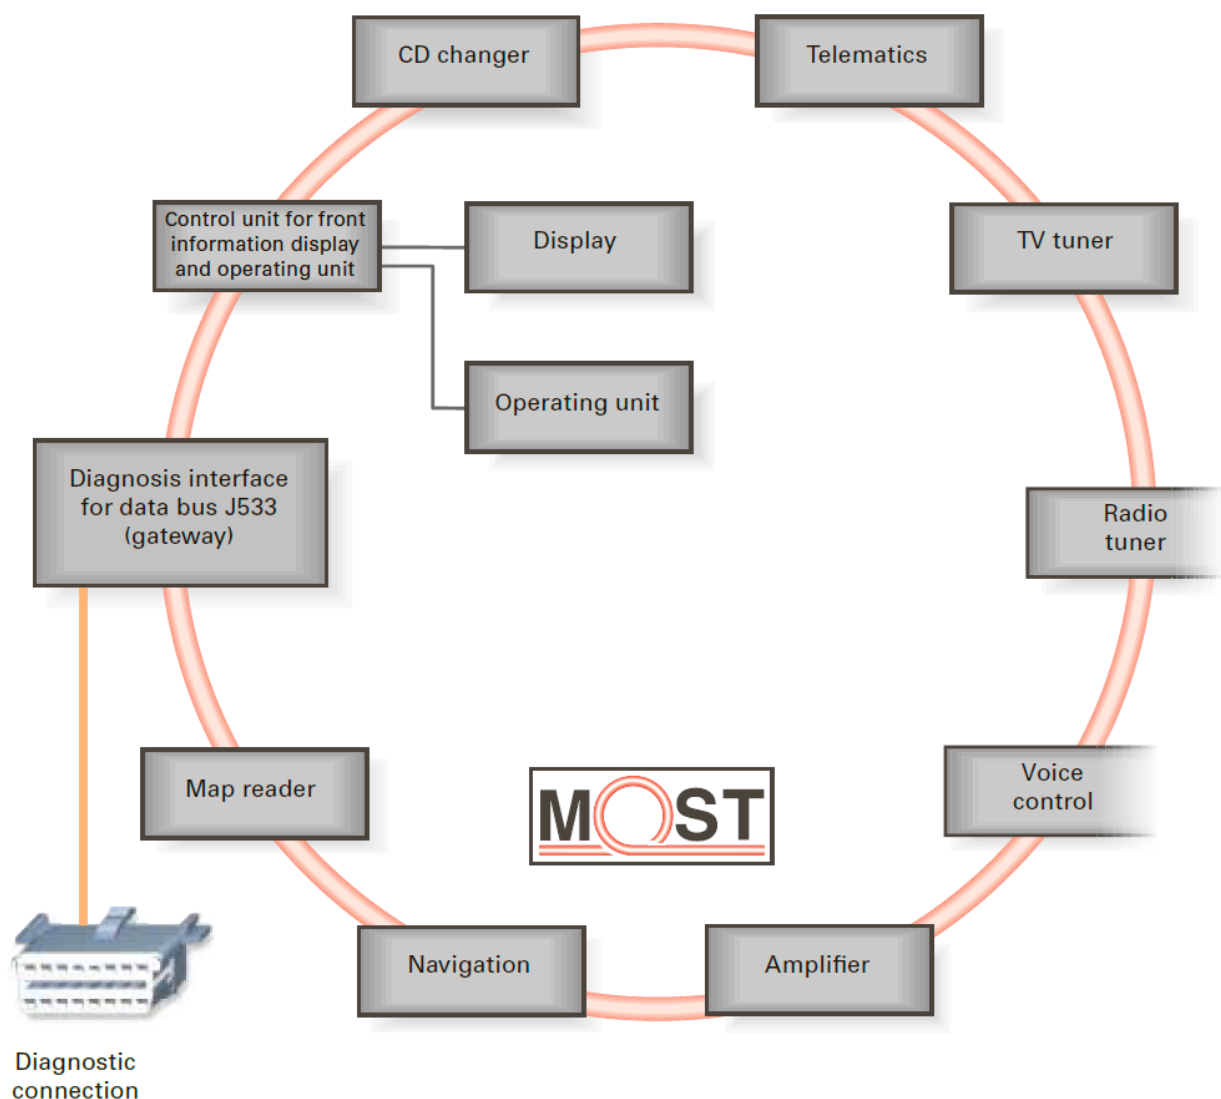 CD changer
Telematics
Control unit for front
information display
and operating unit
Display
TV tuner
Operating unit
Diagnosis interface
for data bus J533
(gateway)
Radio
tuner
Map reader
MOST
Voice
control
Navigation
Amplifier
Diagnostic
connection